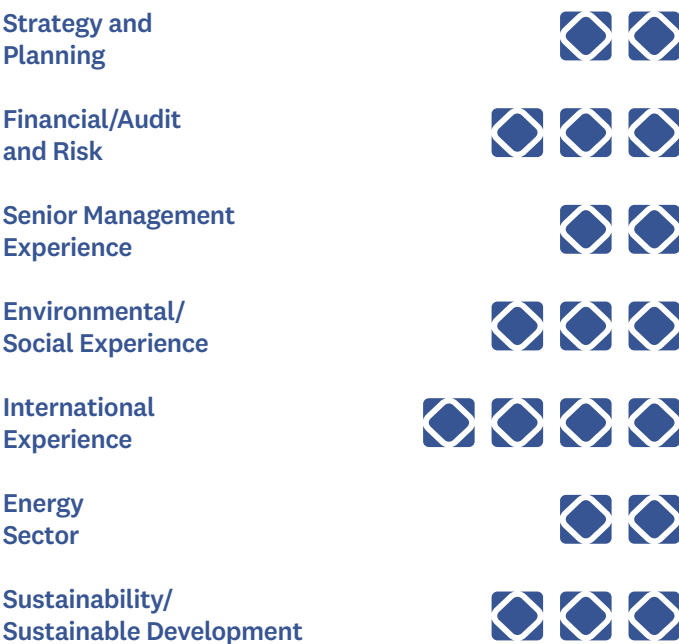 Strategy and
Planning
Financial/Audit
and Risk
Senior Management
Experience
Environmental/
Social Experience
International
Experience
Energy
Sector
Sustainability/
Sustainable Development